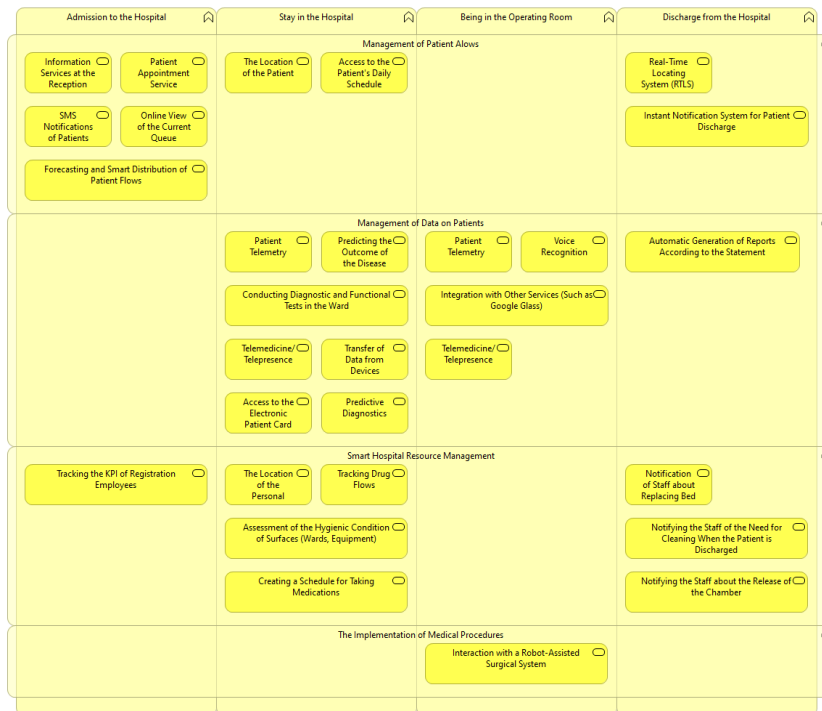 Admission to the Hospital
Stay in the Hospital
Being in the Operating Room
Discharge from the Hospital
Management of Patient Alows
Information
Services at the
Reception
Patient
Appointment
Service
The Location
of the Patient
Access to the
Patient's Daily
Schedule
Real-Time
Locating
System (RTLS)
SMS
Notifications
of Patients
Online View
of the Current
Queue
Instant Notification System for Patient
Discharge
Forecasting and Smart Distribution of
Patient Flows
Management of Data on Patients
Patient
Telemetry
Predicting the
Outcome of
the Disease
Patient
Telemetry
Voice
Recognition
Automatic Generation of Reports
According to the Statement
Conducting Diagnostic and Functional
Tests in the Ward
Integration with Other Services (Such as
Google Glass)
Telemedicine/
Telepresence
Transfer of
Data from
Devices
Telemedicine/
Telepresence
Access to the
Electronic
Patient Card
Predictive
Diagnostics
Smart Hospital Resource Management
Tracking the KPI of Registration
Employees
The Location
of the
Personal
Tracking Drug
Flows
Notification
of Staff about
Replacing Bed
Assessment of the Hygienic Condition
of Surfaces (Wards, Equipment)
Notifying the Staff of the Need for
Cleaning When the Patient is
Discharged
Creating a Schedule for Taking
Medications
Notifying the Staff about the Release of
the Chamber
The Implementation of Medical Procedures
Interaction with a Robot-Assisted
Surgical System